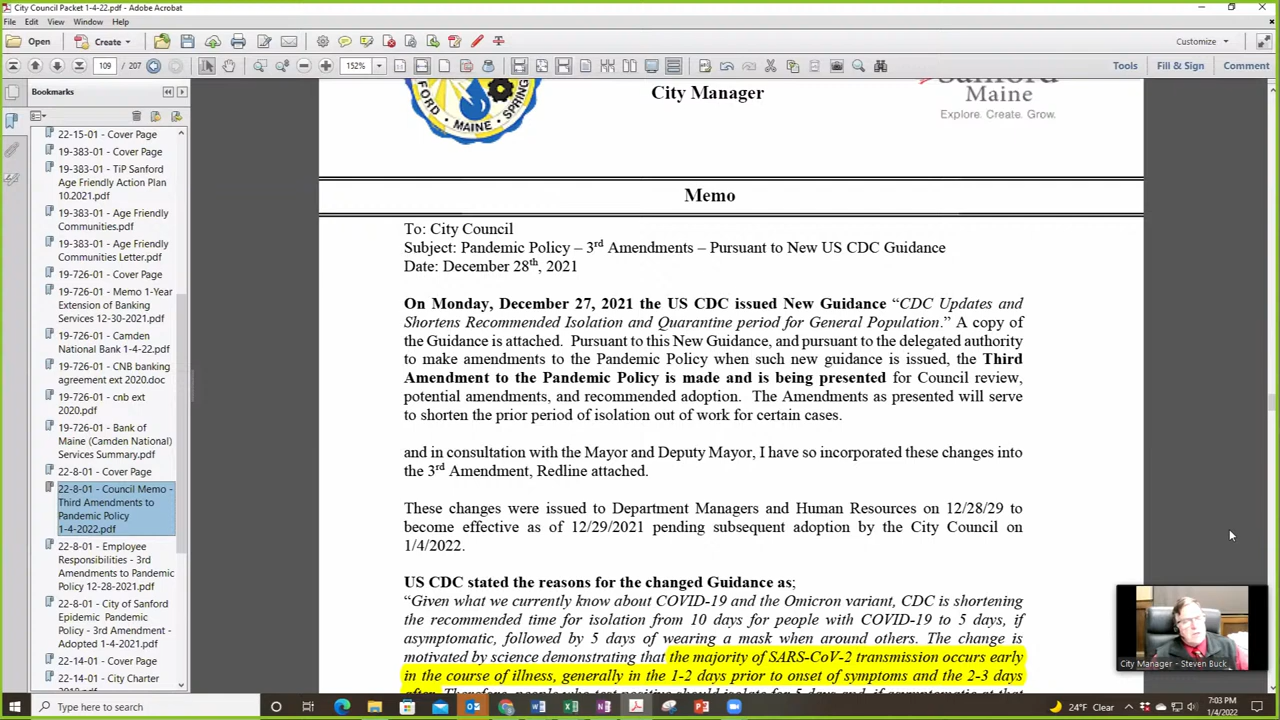 City Council Packet 1-4-22.pdf - Adobe Acrobat
File Edit View Window Help
Open Create Customize
109 / 207 152% Tools Fill & Sign Comment
Bookmarks
22-15-01 - Cover Page
19-383-01 - Cover Page
19-383-01 - TiP Sanford
Age Friendly Action Plan
10.2021.pdf
19-383-01 - Age Friendly
Communities.pdf
19-383-01 - Age Friendly
Communities Letter.pdf
19-726-01 - Cover Page
19-726-01 - Memo 1-Year
Extension of Banking
Services 12-30-2021.pdf
19-726-01 - Camden
National Bank 1-4-22.pdf
19-726-01 - CNB banking
agreement ext 2020.doc
19-726-01 - cnb ext
2020.pdf
19-726-01 - Bank of
Maine (Camden National)
Services Summary.pdf
22-8-01 - Cover Page
22-8-01 - Council Memo -
Third Amendments to
Pandemic Policy
1-4-2022.pdf
22-8-01 - Employee
Responsibilities - 3rd
Amendments to Pandemic
Policy 12-28-2021.pdf
22-8-01 - City of Sanford
Epidemic Pandemic
Policy - 3rd Amendment -
Adopted 1-4-2021.pdf
22-14-01 - Cover Page
22-14-01 - City Charter
FORD MAINE SPRING
City Manager
Sanford
Maine
Explore. Create. Grow.
Memo
To: City Council
Subject: Pandemic Policy – 3rd Amendments – Pursuant to New US CDC Guidance
Date: December 28th, 2021
On Monday, December 27, 2021 the US CDC issued New Guidance “CDC Updates and
Shortens Recommended Isolation and Quarantine period for General Population.” A copy of
the Guidance is attached. Pursuant to this New Guidance, and pursuant to the delegated authority
to make amendments to the Pandemic Policy when such new guidance is issued, the Third
Amendment to the Pandemic Policy is made and is being presented for Council review,
potential amendments, and recommended adoption. The Amendments as presented will serve
to shorten the prior period of isolation out of work for certain cases.
and in consultation with the Mayor and Deputy Mayor, I have so incorporated these changes into
the 3rd Amendment, Redline attached.
These changes were issued to Department Managers and Human Resources on 12/28/29 to
become effective as of 12/29/2021 pending subsequent adoption by the City Council on
1/4/2022.
US CDC stated the reasons for the changed Guidance as;
“Given what we currently know about COVID-19 and the Omicron variant, CDC is shortening
the recommended time for isolation from 10 days for people with COVID-19 to 5 days, if
asymptomatic, followed by 5 days of wearing a mask when around others. The change is
motivated by science demonstrating that the majority of SARS-CoV-2 transmission occurs early
in the course of illness, generally in the 1-2 days prior to onset of symptoms and the 2-3 days
City Manager - Steven Buck
Type here to search
24°F Clear
7:03 PM
1/4/2022